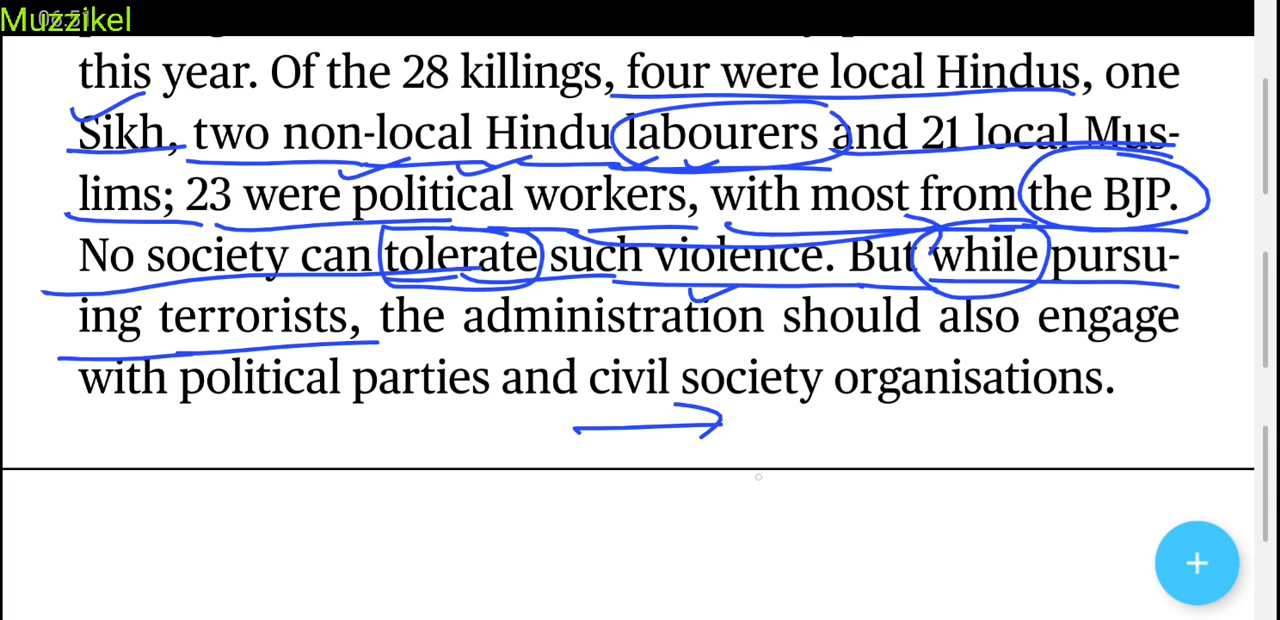 Muzzikel
this year. Of the 28 killings, four were local Hindus, one
Sikh, two non-local Hindu labourers and 21 local Mus-
lims; 23 were political workers, with most from the BJP.
No society can tolerate such violence. But while pursu-
ing terrorists, the administration should also engage
with political parties and civil society organisations.
+